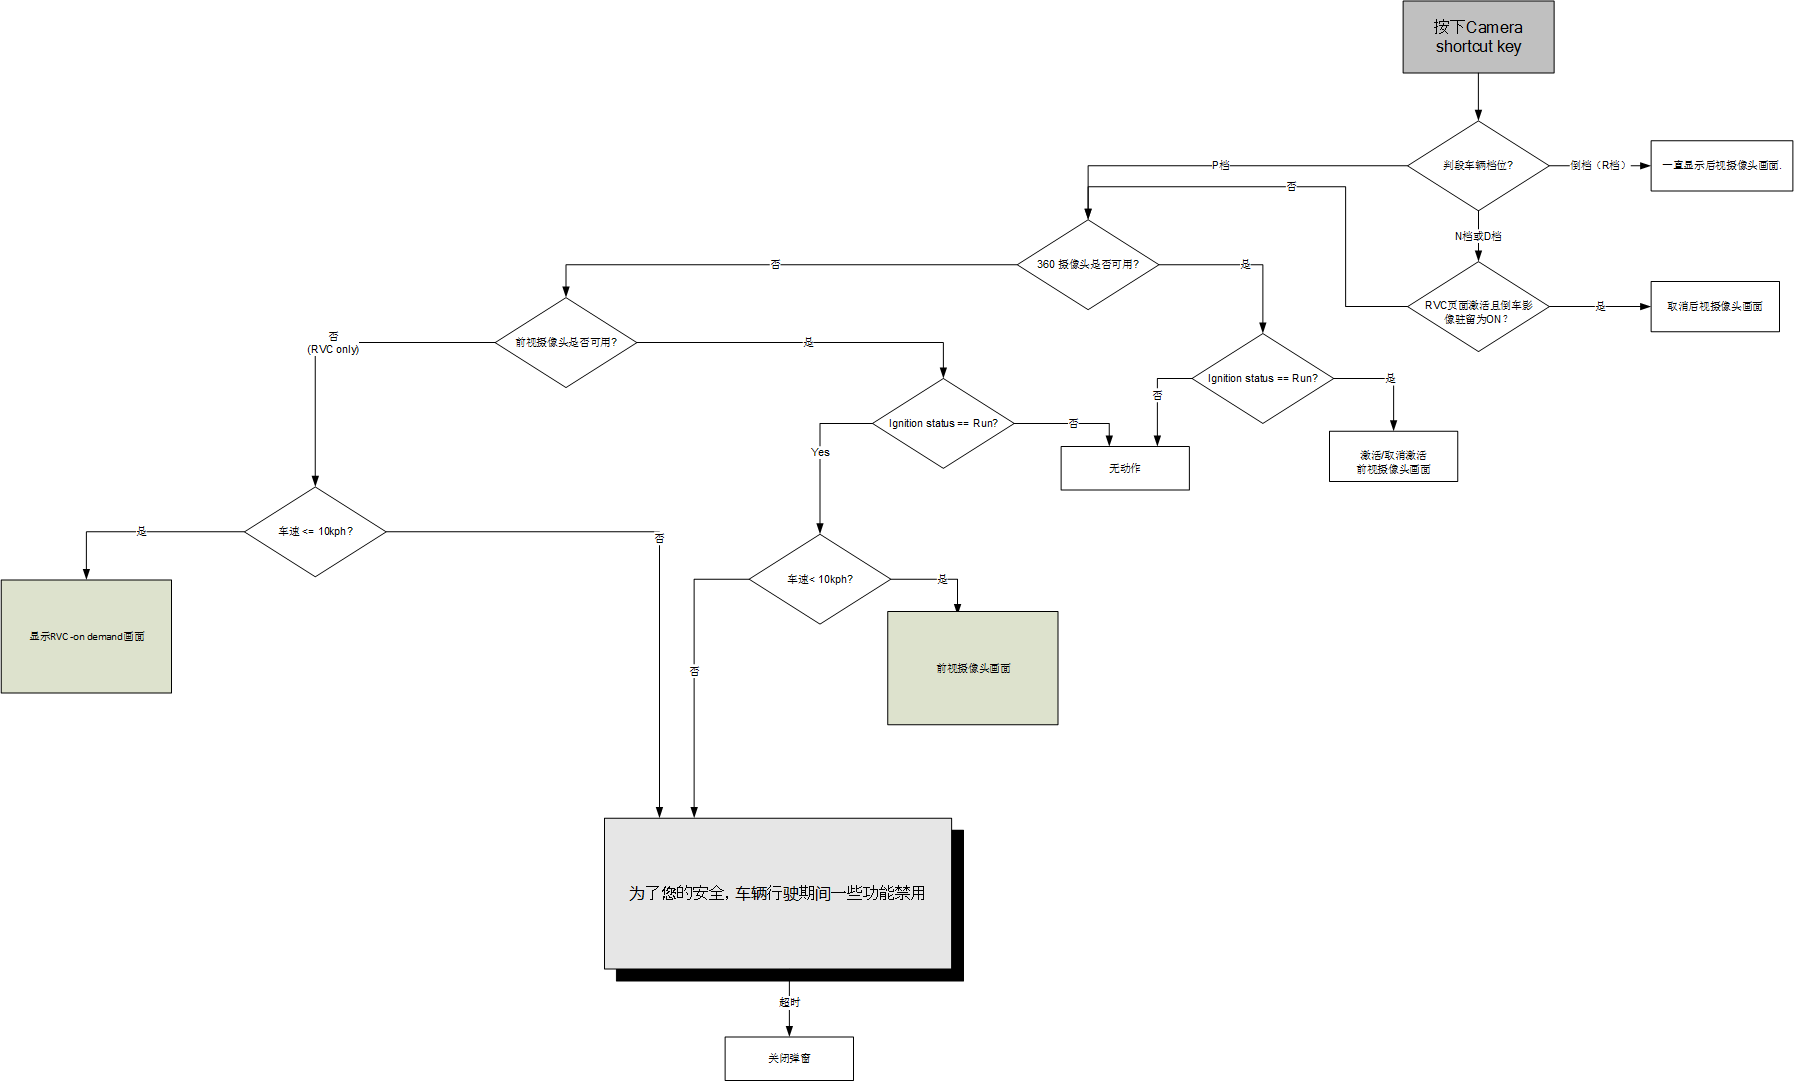 按下Camera
shortcut key
判段车辆档位?
P档
倒档（R档）
一直显示后视摄像头画面.
否
N档或D档
360 摄像头是否可用?
否
是
RVC页面激活且倒车影
像驻留为ON？
是
取消后视摄像头画面
否
(RVC only)
前视摄像头是否可用?
是
Ignition status == Run?
否
是
Ignition status == Run?
否
Yes
无动作
激活/取消激活
前视摄像头画面
车速 <= 10kph?
是
否
车速< 10kph?
是
否
显示RVC -on demand画面
前视摄像头画面
为了您的安全, 车辆行驶期间一些功能禁用
超时
关闭弹窗